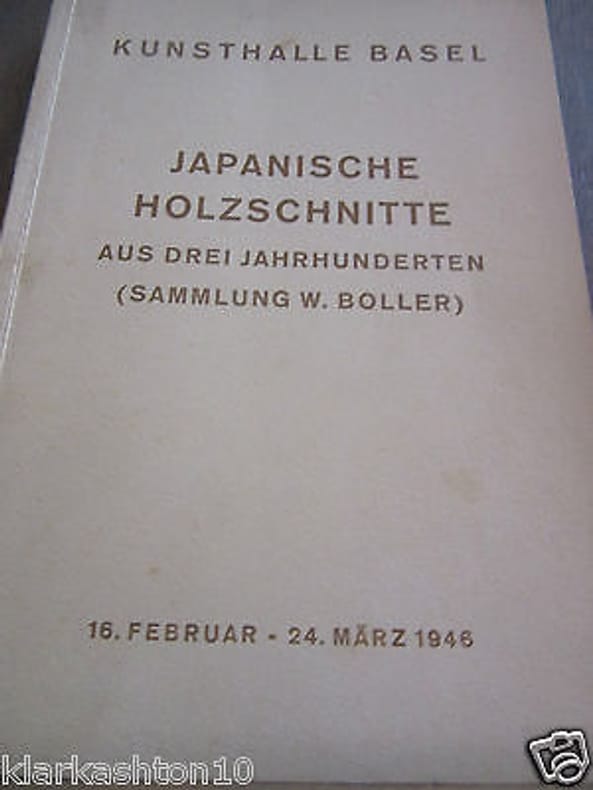 KUNSTHALLE BASEL
JAPANISCHE
HOLZSCHNITTE
AUS DREI JAHRHUNDERTEN
(SAMMLUNG W. BOLLER)
16. FEBRUAR - 24. MÄRZ 1946
klarkashton10